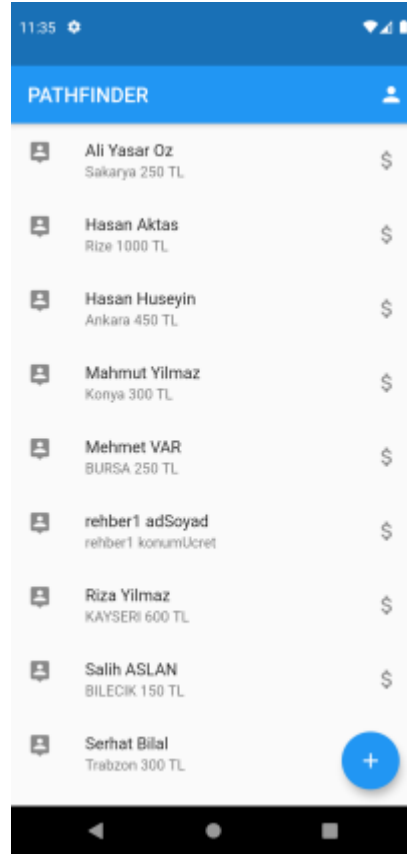 11:35
PATHFINDER
Ali Yasar Oz
Sakarya 250 TL
$
Hasan Aktas
Rize 1000 TL
$
Hasan Huseyin
Ankara 450 TL
$
Mahmut Yilmaz
Konya 300 TL
$
Mehmet VAR
BURSA 250 TL
$
rehber1 adSoyad
rehber1 konumUcret
$
Riza Yilmaz
KAYSERI 600 TL
$
Salih ASLAN
BILECIK 150 TL
$
Serhat Bilal
Trabzon 300 TL
+